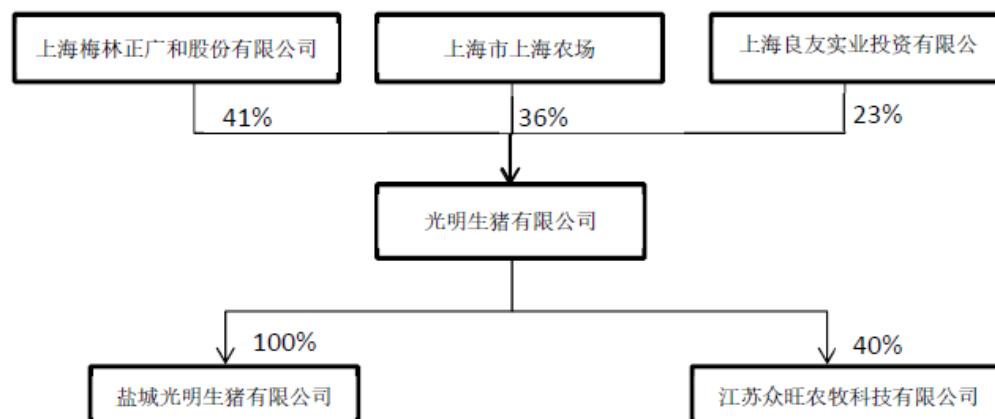 上海梅林正广和股份有限公司
上海市上海农场
上海良友实业投资有限公
41%
36%
23%
光明生猪有限公司
100%
40%
盐城光明生猪有限公司
江苏众旺农牧科技有限公司